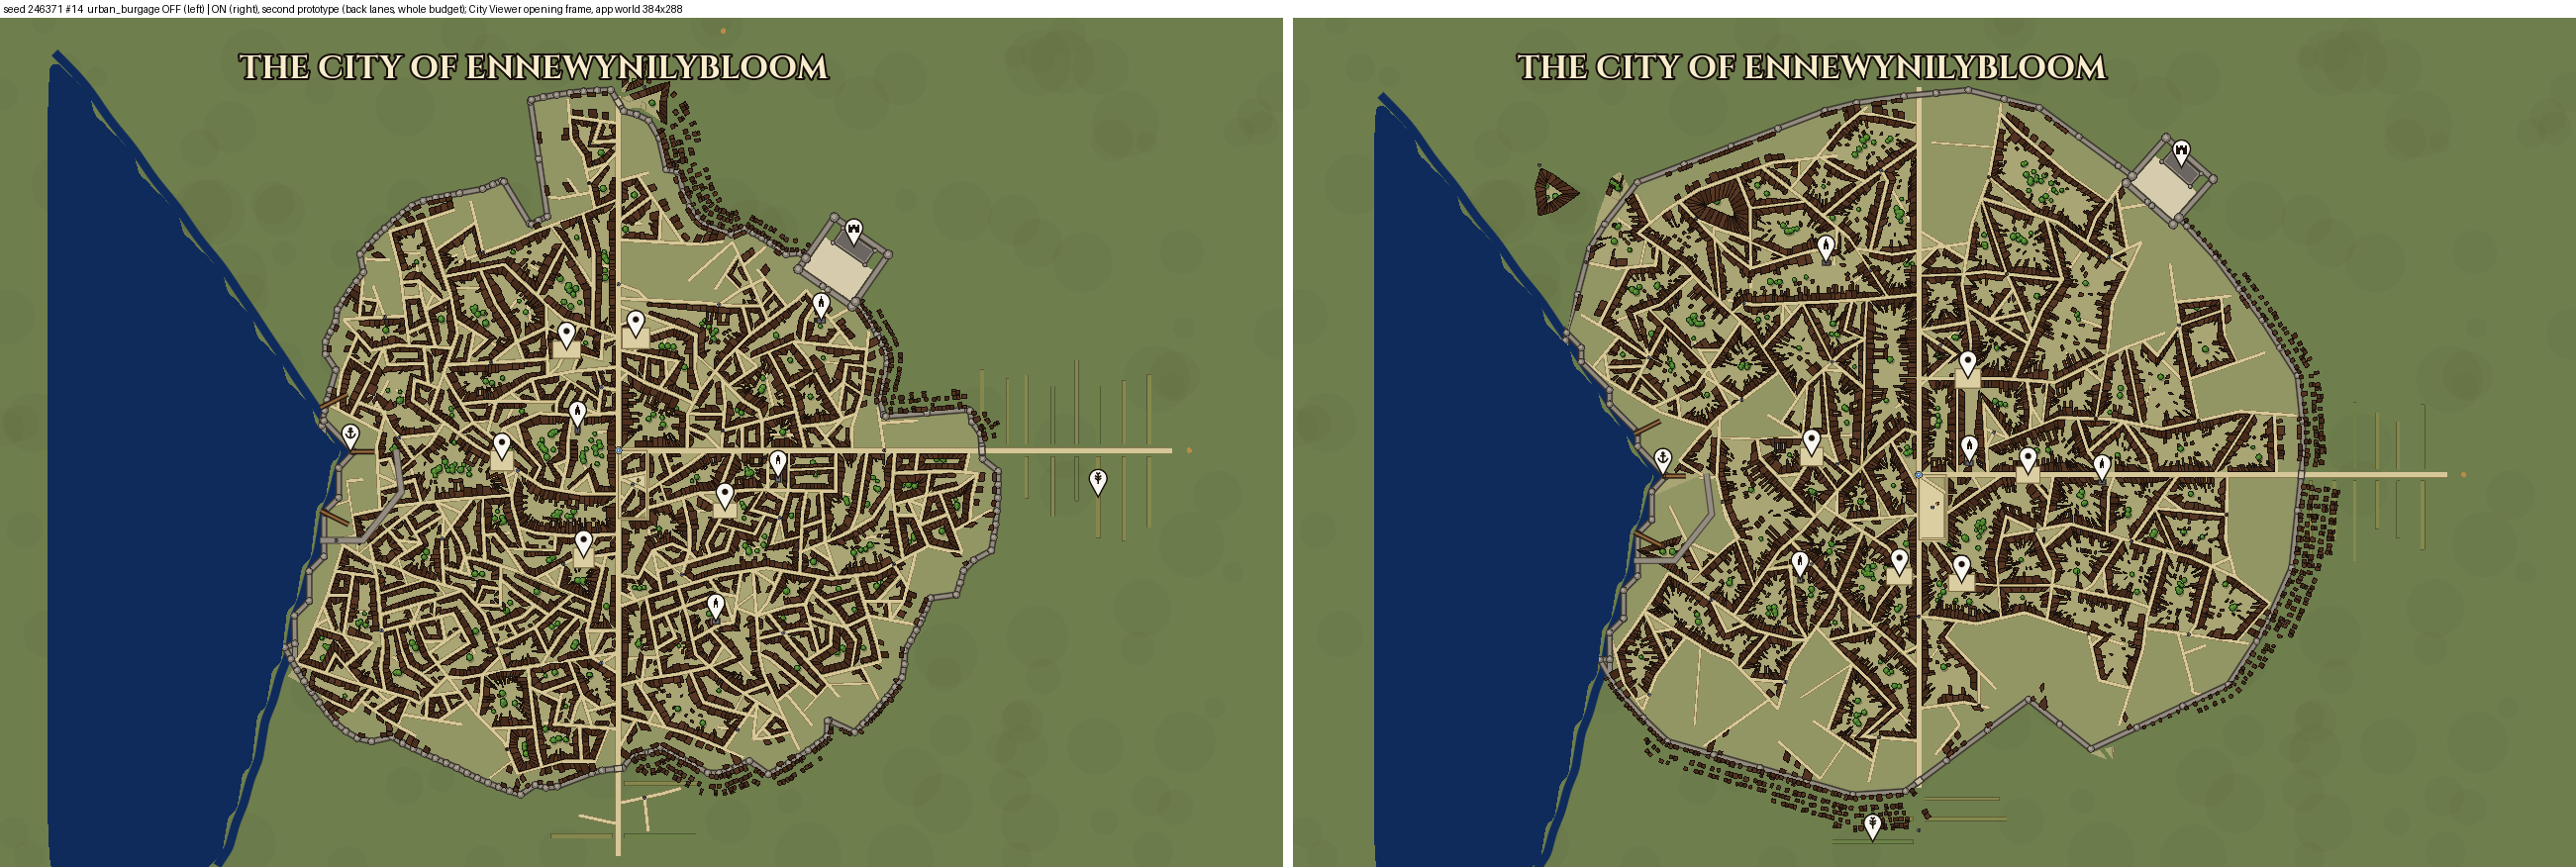 seed 246371 #14 urban_burgage OFF (left) | ON (right), second prototype (back lanes, whole budget); City Viewer opening frame, app world 384x288
THE CITY OF ENNEWYNILYBLOOM
THE CITY OF ENNEWYNILYBLOOM